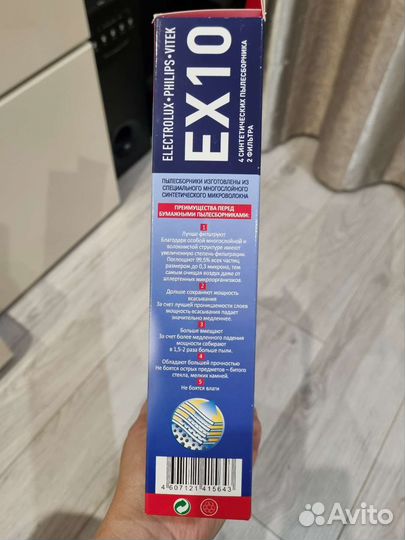 ELECTROLUX•PHILIPS•VITEK
EX10
4 СИНТЕТИЧЕСКИХ ПЫЛЕСБОРНИКА
2 ФИЛЬТРА
ПЫЛЕСБОРНИКИ ИЗГОТОВЛЕНЫ ИЗ
СПЕЦИАЛЬНОГО МНОГОСЛОЙНОГО
СИНТЕТИЧЕСКОГО МИКРОВОЛОКНА
ПРЕИМУЩЕСТВА ПЕРЕД
БУМАЖНЫМИ ПЫЛЕСБОРНИКАМИ:
1
Лучше фильтруют
Благодаря особой многослойной и
волокнистой структуре имеют
увеличенную степень фильтрации.
Поглощают 99,5% всех частиц,
размером до 0,3 микрона, тем
самым очищая воздух даже от
аллергенных микроорганизмов
2
Дольше сохраняют мощность
всасывания
За счет лучшей проницаемости слоев
мощность всасывания падает
значительно медленнее.
3
Больше вмещают
За счет более медленного падения
мощности собирают
в 1,5-2 раза больше пыли.
4
Обладают большей прочностью
Не боятся острых предметов – битого
стекла, мелких камней.
5
Не боятся влаги
4 607121 415643
Avito